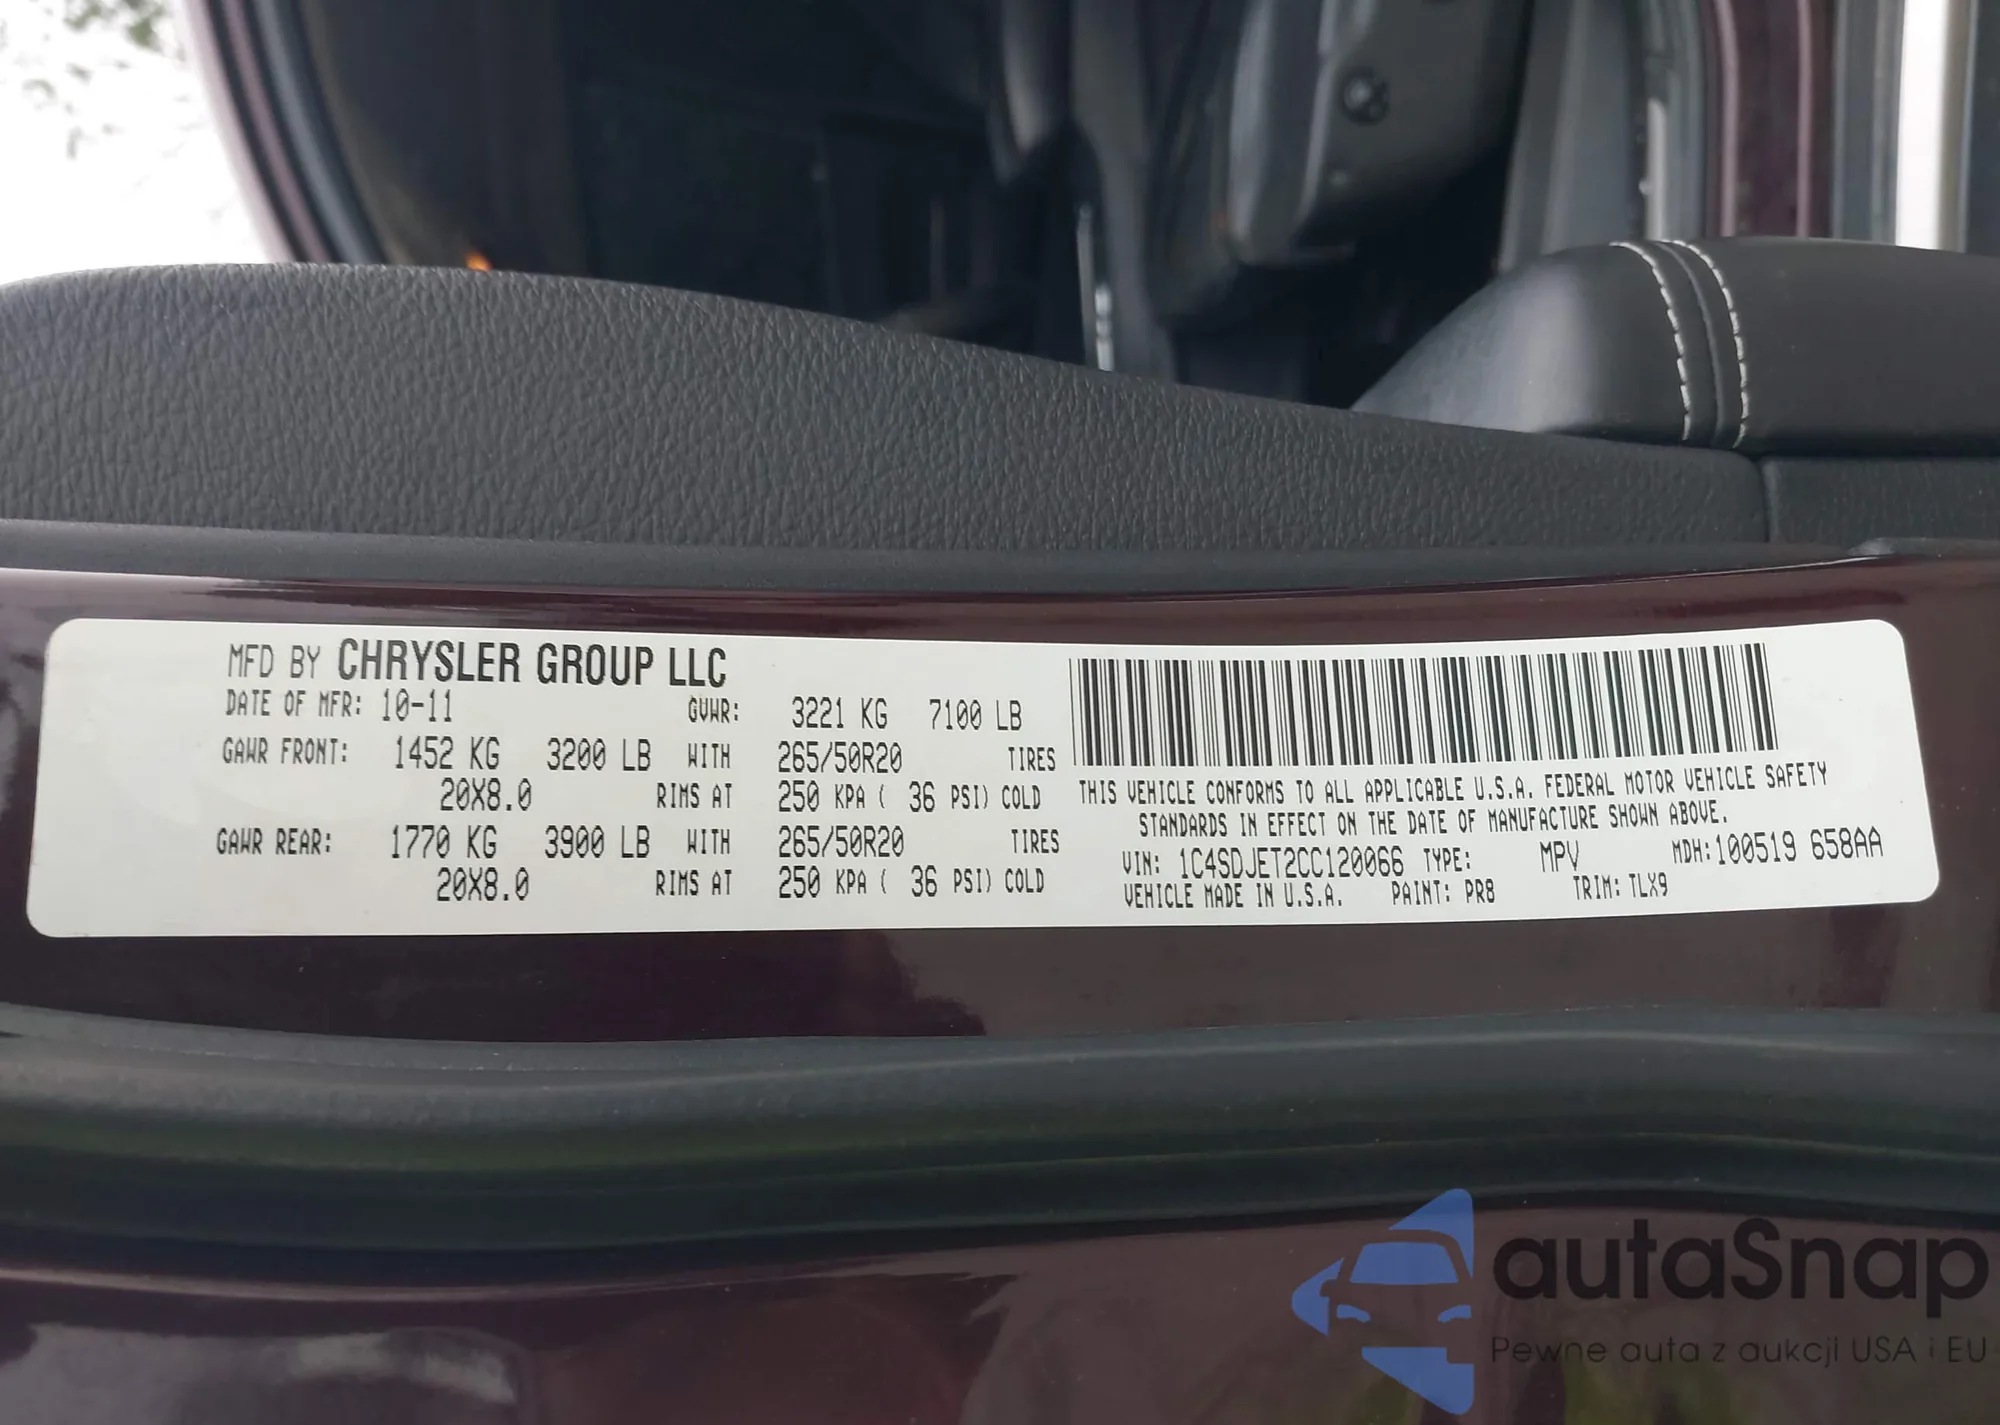 MFD BY CHRYSLER GROUP LLC
DATE OF MFR: 10-11 GVWR: 3221 KG 7100 LB
GAWR FRONT: 1452 KG 3200 LB WITH 265/50R20 TIRES
20X8.0 RIMS AT 250 KPA ( 36 PSI) COLD
GAWR REAR: 1770 KG 3900 LB WITH 265/50R20 TIRES
20X8.0 RIMS AT 250 KPA ( 36 PSI) COLD
THIS VEHICLE CONFORMS TO ALL APPLICABLE U.S.A. FEDERAL MOTOR VEHICLE SAFETY
STANDARDS IN EFFECT ON THE DATE OF MANUFACTURE SHOWN ABOVE.
VIN: 1C4SDJET2CC120066 TYPE: MPV MDH:100519 658AA
VEHICLE MADE IN U.S.A. PAINT: PR8 TRIM: TLX9
autaSnap
Pewne auta z aukcji USA i EU